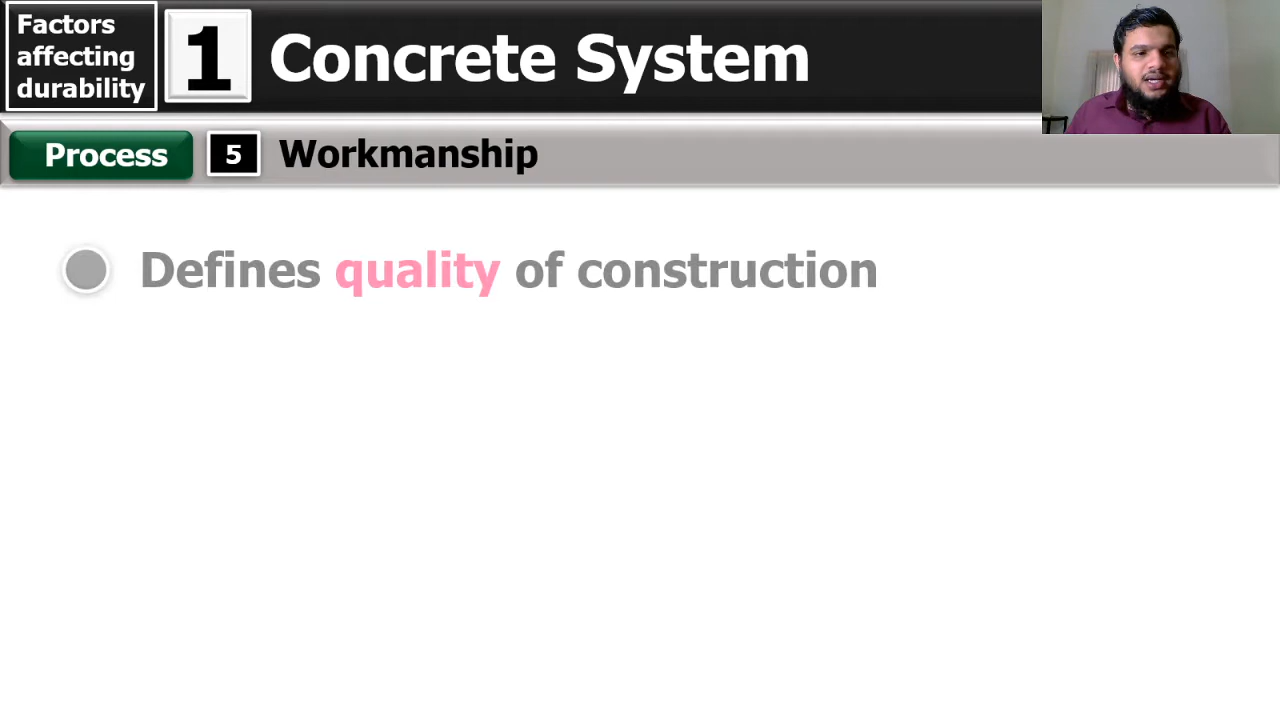 Factors
affecting
durability
1
Concrete System
Process
5
Workmanship
Defines quality of construction